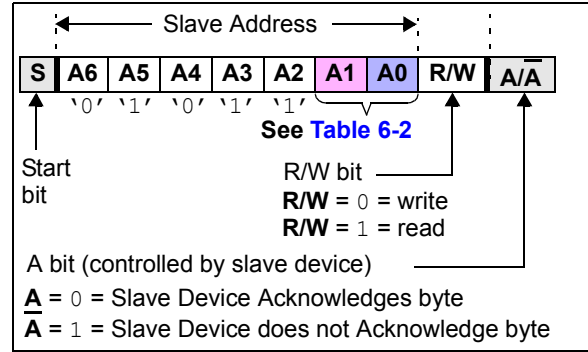 Slave Address
S A6 A5 A4 A3 A2 A1 A0 R/W A/A̅
‘0’ ‘1’ ‘0’ ‘1’ ‘1’
See Table 6-2
Start
bit
R/W bit
R/W = 0 = write
R/W = 1 = read
A bit (controlled by slave device)
A = 0 = Slave Device Acknowledges byte
A̅ = 1 = Slave Device does not Acknowledge byte